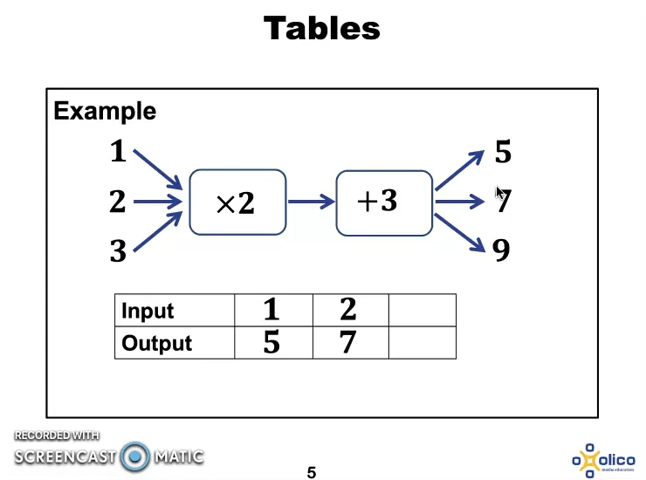 Tables
Example
1
2
3
×2
+3
5
7
9
Input 1 2
Output 5 7
RECORDED WITH
SCREENCAST MATIC
5
olico
maths education